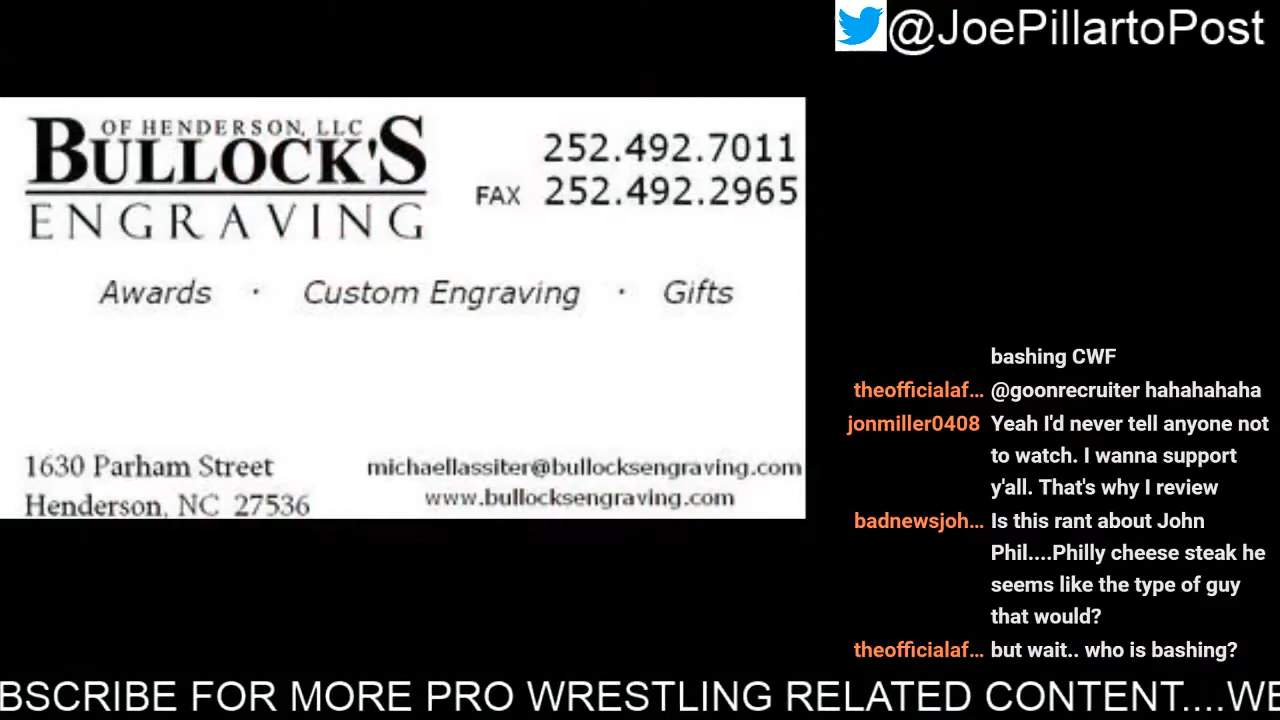 @JoePillartoPost
OF HENDERSON, LLC
BULLOCK'S
ENGRAVING
252.492.7011
FAX 252.492.2965
Awards · Custom Engraving · Gifts
1630 Parham Street
Henderson, NC 27536
michaellassiter@bullocksengraving.com
www.bullocksengraving.com
bashing CWF
theofficialaf... @goonrecruiter hahahahaha
jonmiller0408 Yeah I'd never tell anyone not
to watch. I wanna support
y'all. That's why I review
badnewsjoh... Is this rant about John
Phil....Philly cheese steak he
seems like the type of guy
that would?
theofficialaf... but wait.. who is bashing?
BSCRIBE FOR MORE PRO WRESTLING RELATED CONTENT....WE